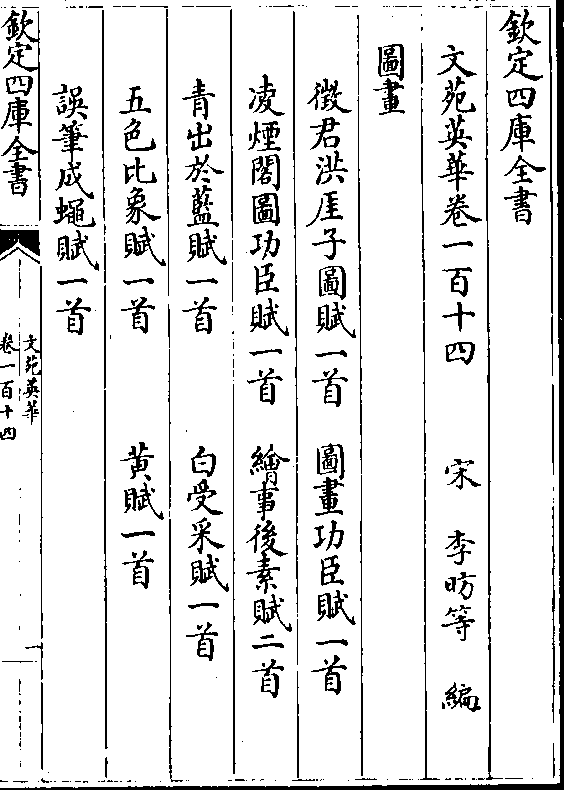 欽定四庫全書
文苑英華卷一百十四　宋　李昉等　編
圖畫
徵君洪厓子圖賦一首　圖畫功臣賦一首
凌煙閣圖功臣賦一首　繪事後素賦二首
青出於藍賦一首　白受采賦一首
五色比象賦一首　黃賦一首
誤筆成蠅賦一首
欽定四庫全書
文苑英華
卷一百十四
一